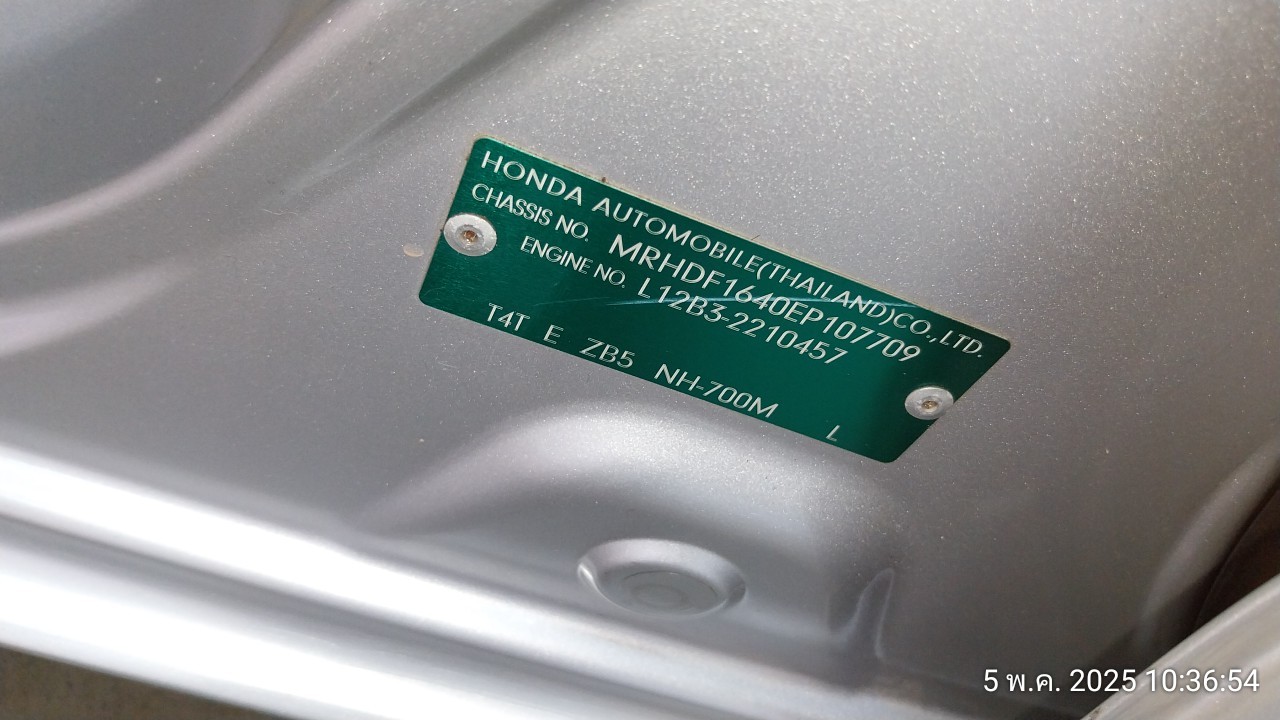 HONDA AUTOMOBILE(THAILAND)CO.,LTD.
CHASSIS NO. MRHDF1640EP107709
ENGINE NO. L12B3-2210457
T4T E ZB5 NH-700M L
5 พ.ค. 2025 10:36:54